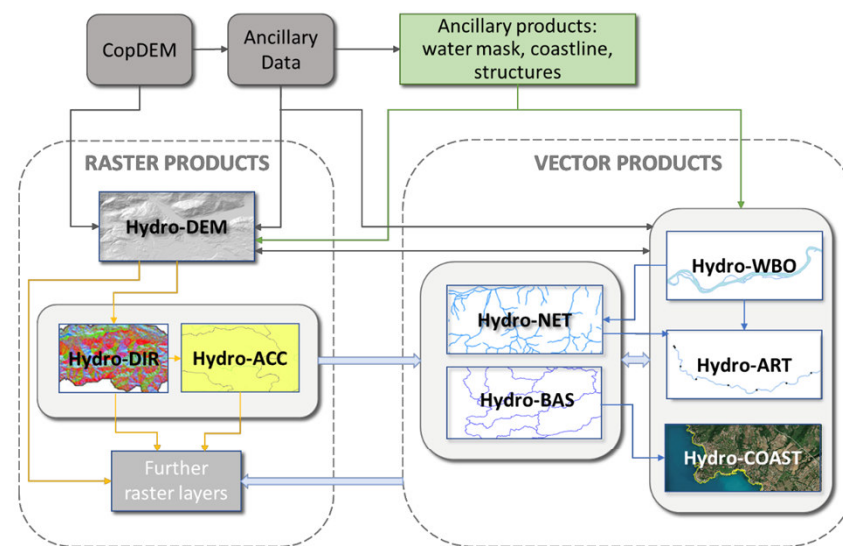 CopDEM
Ancillary
Data
Ancillary products:
water mask, coastline,
structures
RASTER PRODUCTS
VECTOR PRODUCTS
Hydro-DEM
Hydro-WBO
Hydro-NET
Hydro-DIR
Hydro-ACC
Hydro-ART
Hydro-BAS
Hydro-COAST
Further
raster layers